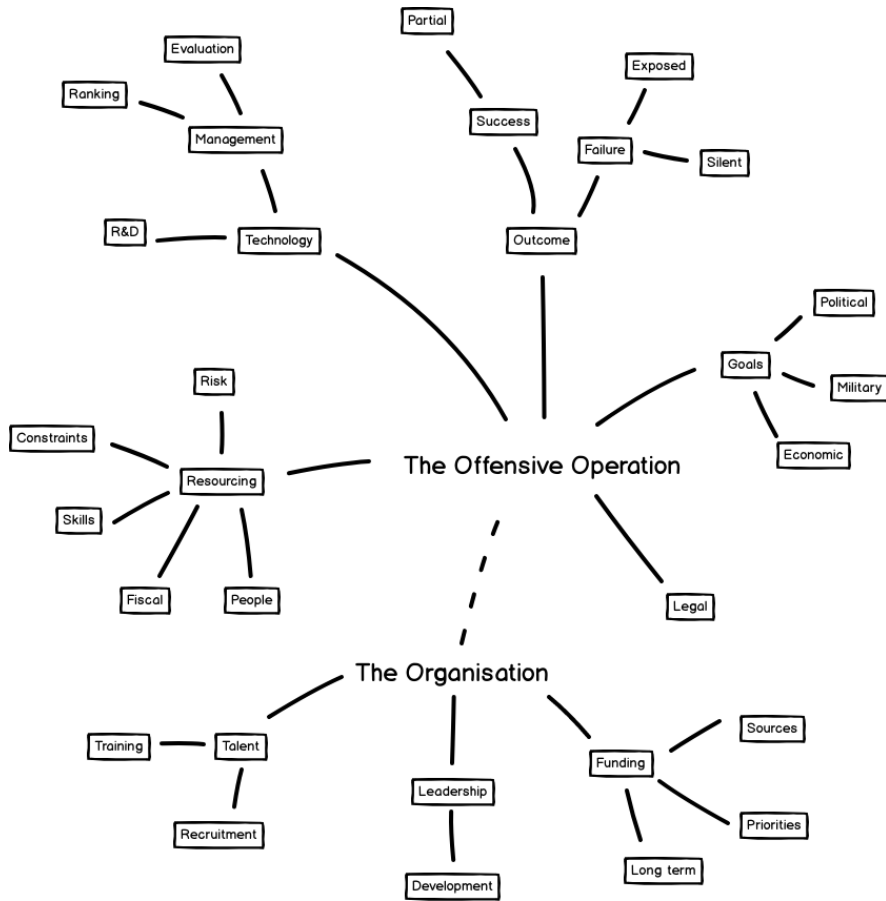 Partial
Evaluation
Exposed
Ranking
Success
Management
Failure
Silent
R&D
Technology
Outcome
Political
Goals
Military
Risk
Constraints
Economic
The Offensive Operation
Resourcing
Skills
Fiscal
People
Legal
The Organisation
Sources
Training
Talent
Funding
Leadership
Priorities
Recruitment
Long term
Development